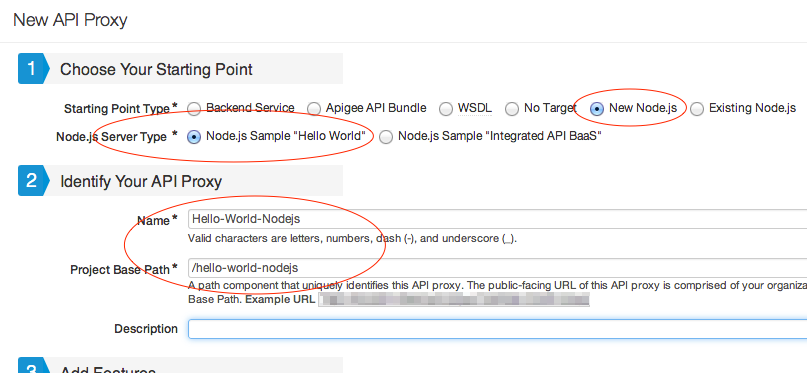 New API Proxy
1 Choose Your Starting Point
Starting Point Type * Backend Service Apigee API Bundle WSDL No Target New Node.js Existing Node.js
Node.js Server Type * Node.js Sample "Hello World" Node.js Sample "Integrated API BaaS"
2 Identify Your API Proxy
Name * Hello-World-Nodejs
Valid characters are letters, numbers, dash (-), and underscore (_).
Project Base Path * /hello-world-nodejs
A path component that uniquely identifies this API proxy. The public-facing URL of this API proxy is comprised of your organiza
Base Path. Example URL
Description
3 Add Features